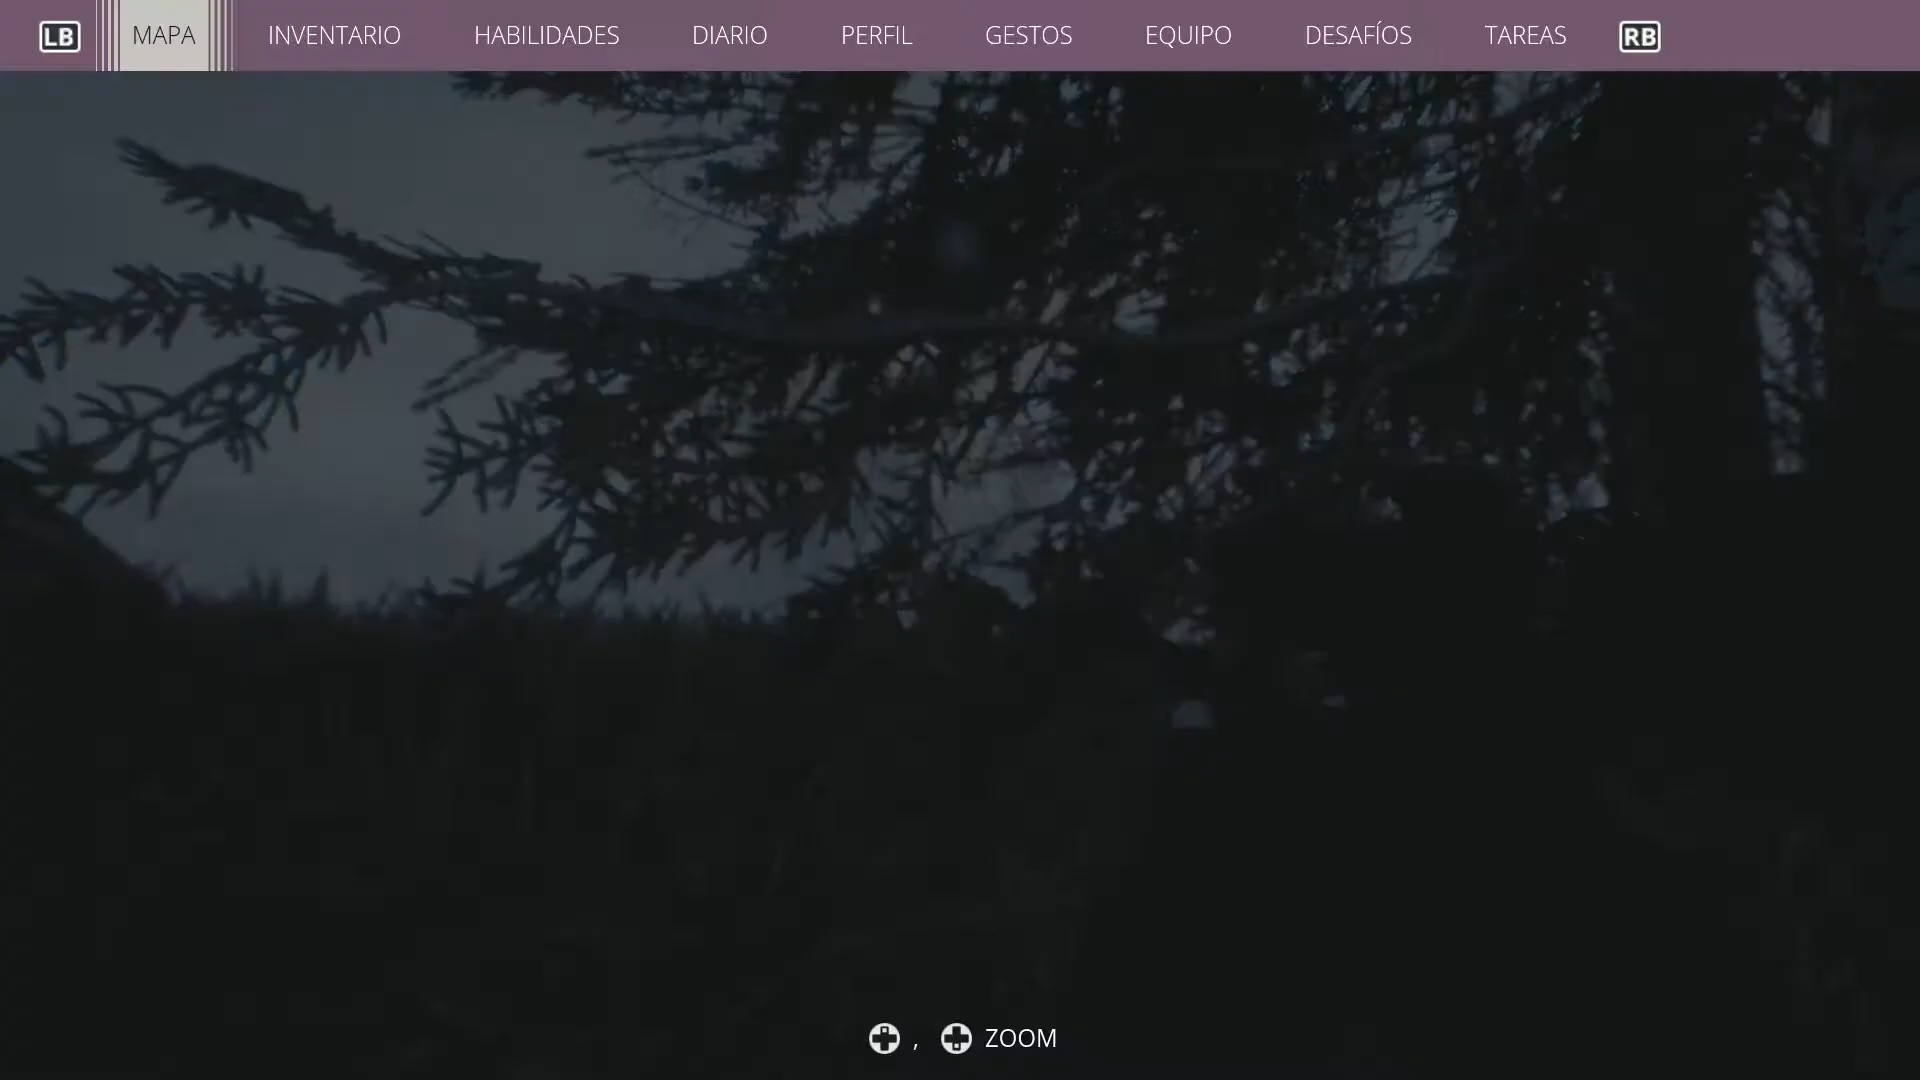 LB MAPA INVENTARIO HABILIDADES DIARIO PERFIL GESTOS EQUIPO DESAFÍOS TAREAS RB
, ZOOM